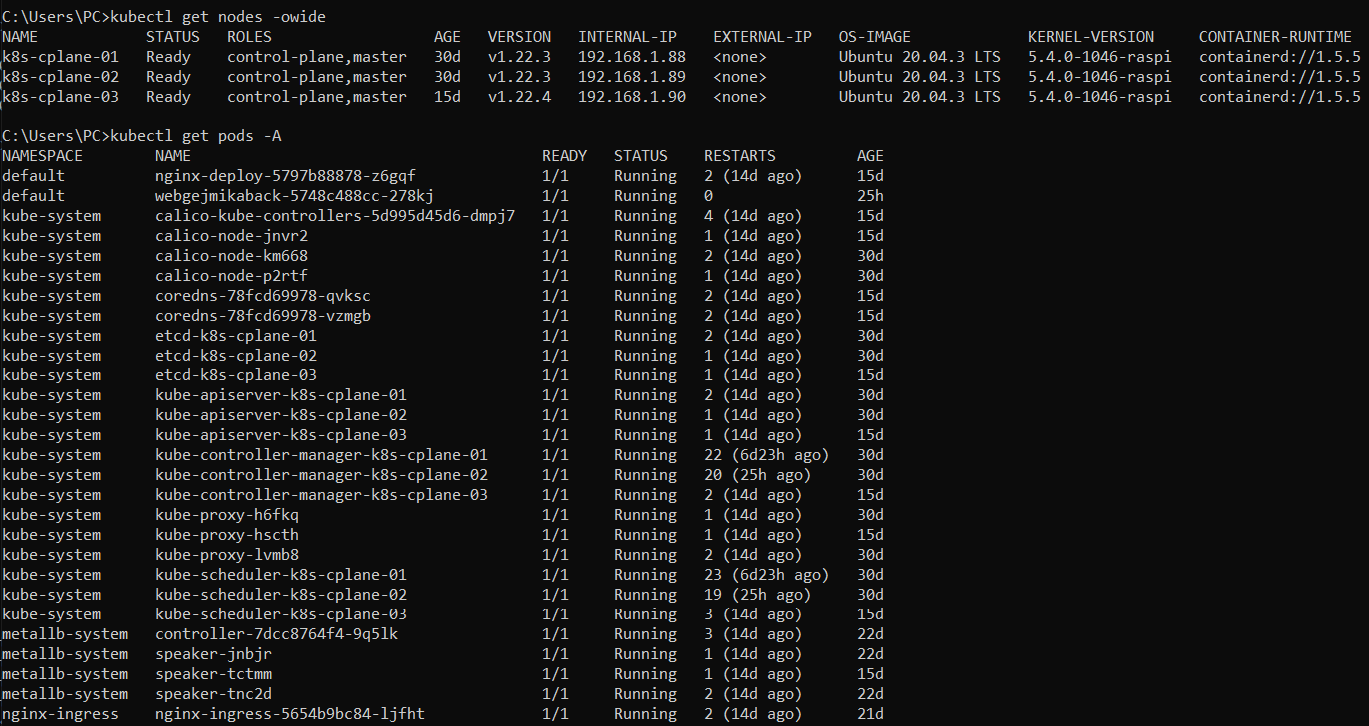 C:\Users\PC>kubectl get nodes -owide
NAME STATUS ROLES AGE VERSION INTERNAL-IP EXTERNAL-IP OS-IMAGE KERNEL-VERSION CONTAINER-RUNTIME
k8s-cplane-01 Ready control-plane,master 30d v1.22.3 192.168.1.88 <none> Ubuntu 20.04.3 LTS 5.4.0-1046-raspi containerd://1.5.5
k8s-cplane-02 Ready control-plane,master 30d v1.22.3 192.168.1.89 <none> Ubuntu 20.04.3 LTS 5.4.0-1046-raspi containerd://1.5.5
k8s-cplane-03 Ready control-plane,master 15d v1.22.4 192.168.1.90 <none> Ubuntu 20.04.3 LTS 5.4.0-1046-raspi containerd://1.5.5
C:\Users\PC>kubectl get pods -A
NAMESPACE NAME READY STATUS RESTARTS AGE
default nginx-deploy-5797b88878-z6gqf 1/1 Running 2 (14d ago) 15d
default webgejmikaback-5748c488cc-278kj 1/1 Running 0 25h
kube-system calico-kube-controllers-5d995d45d6-dmpj7 1/1 Running 4 (14d ago) 15d
kube-system calico-node-jnvr2 1/1 Running 1 (14d ago) 15d
kube-system calico-node-km668 1/1 Running 2 (14d ago) 30d
kube-system calico-node-p2rtf 1/1 Running 1 (14d ago) 30d
kube-system coredns-78fcd69978-qvksc 1/1 Running 2 (14d ago) 15d
kube-system coredns-78fcd69978-vzmgb 1/1 Running 2 (14d ago) 15d
kube-system etcd-k8s-cplane-01 1/1 Running 2 (14d ago) 30d
kube-system etcd-k8s-cplane-02 1/1 Running 1 (14d ago) 30d
kube-system etcd-k8s-cplane-03 1/1 Running 1 (14d ago) 15d
kube-system kube-apiserver-k8s-cplane-01 1/1 Running 2 (14d ago) 30d
kube-system kube-apiserver-k8s-cplane-02 1/1 Running 1 (14d ago) 30d
kube-system kube-apiserver-k8s-cplane-03 1/1 Running 1 (14d ago) 15d
kube-system kube-controller-manager-k8s-cplane-01 1/1 Running 22 (6d23h ago) 30d
kube-system kube-controller-manager-k8s-cplane-02 1/1 Running 20 (25h ago) 30d
kube-system kube-controller-manager-k8s-cplane-03 1/1 Running 2 (14d ago) 15d
kube-system kube-proxy-h6fkq 1/1 Running 1 (14d ago) 30d
kube-system kube-proxy-hscth 1/1 Running 1 (14d ago) 15d
kube-system kube-proxy-lvmb8 1/1 Running 2 (14d ago) 30d
kube-system kube-scheduler-k8s-cplane-01 1/1 Running 23 (6d23h ago) 30d
kube-system kube-scheduler-k8s-cplane-02 1/1 Running 19 (25h ago) 30d
kube-system kube-scheduler-k8s-cplane-03 1/1 Running 3 (14d ago) 15d
metallb-system controller-7dcc8764f4-9q5lk 1/1 Running 3 (14d ago) 22d
metallb-system speaker-jnbjr 1/1 Running 1 (14d ago) 22d
metallb-system speaker-tctmm 1/1 Running 1 (14d ago) 15d
metallb-system speaker-tnc2d 1/1 Running 2 (14d ago) 22d
nginx-ingress nginx-ingress-5654b9bc84-ljfht 1/1 Running 2 (14d ago) 21d